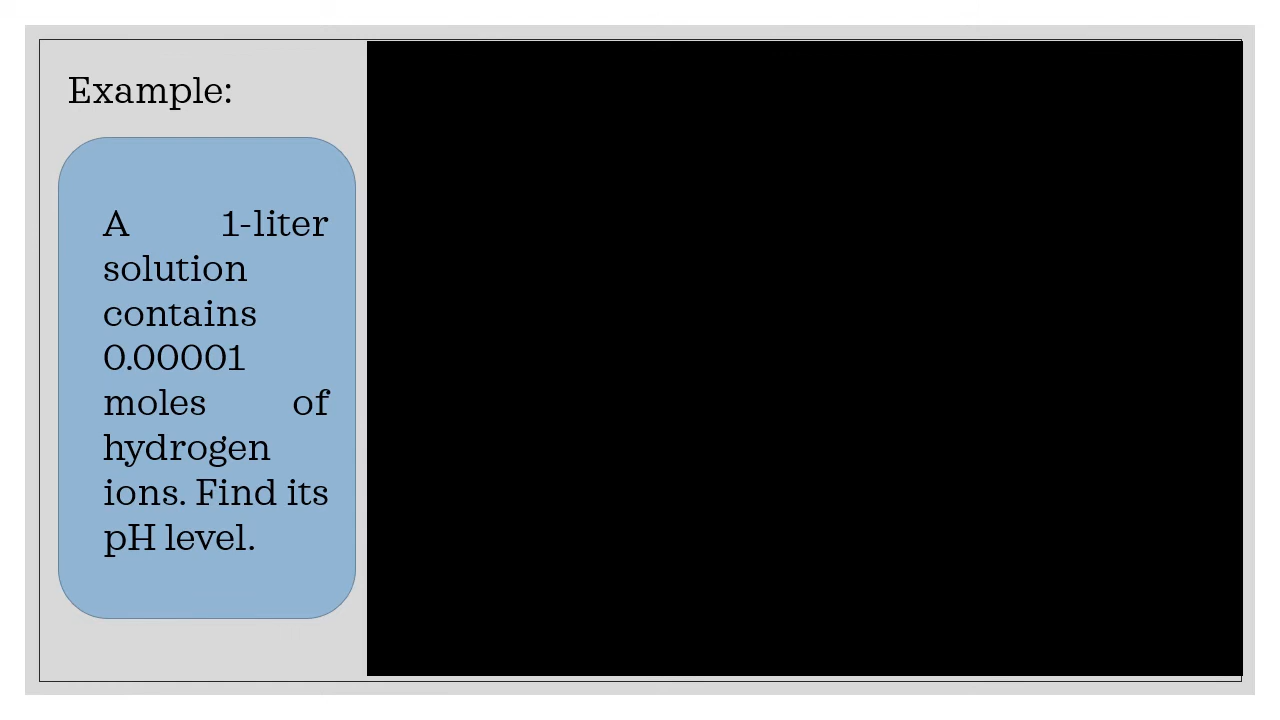 Example:
A 1-liter
solution
contains
0.00001
moles of
hydrogen
ions. Find its
pH level.